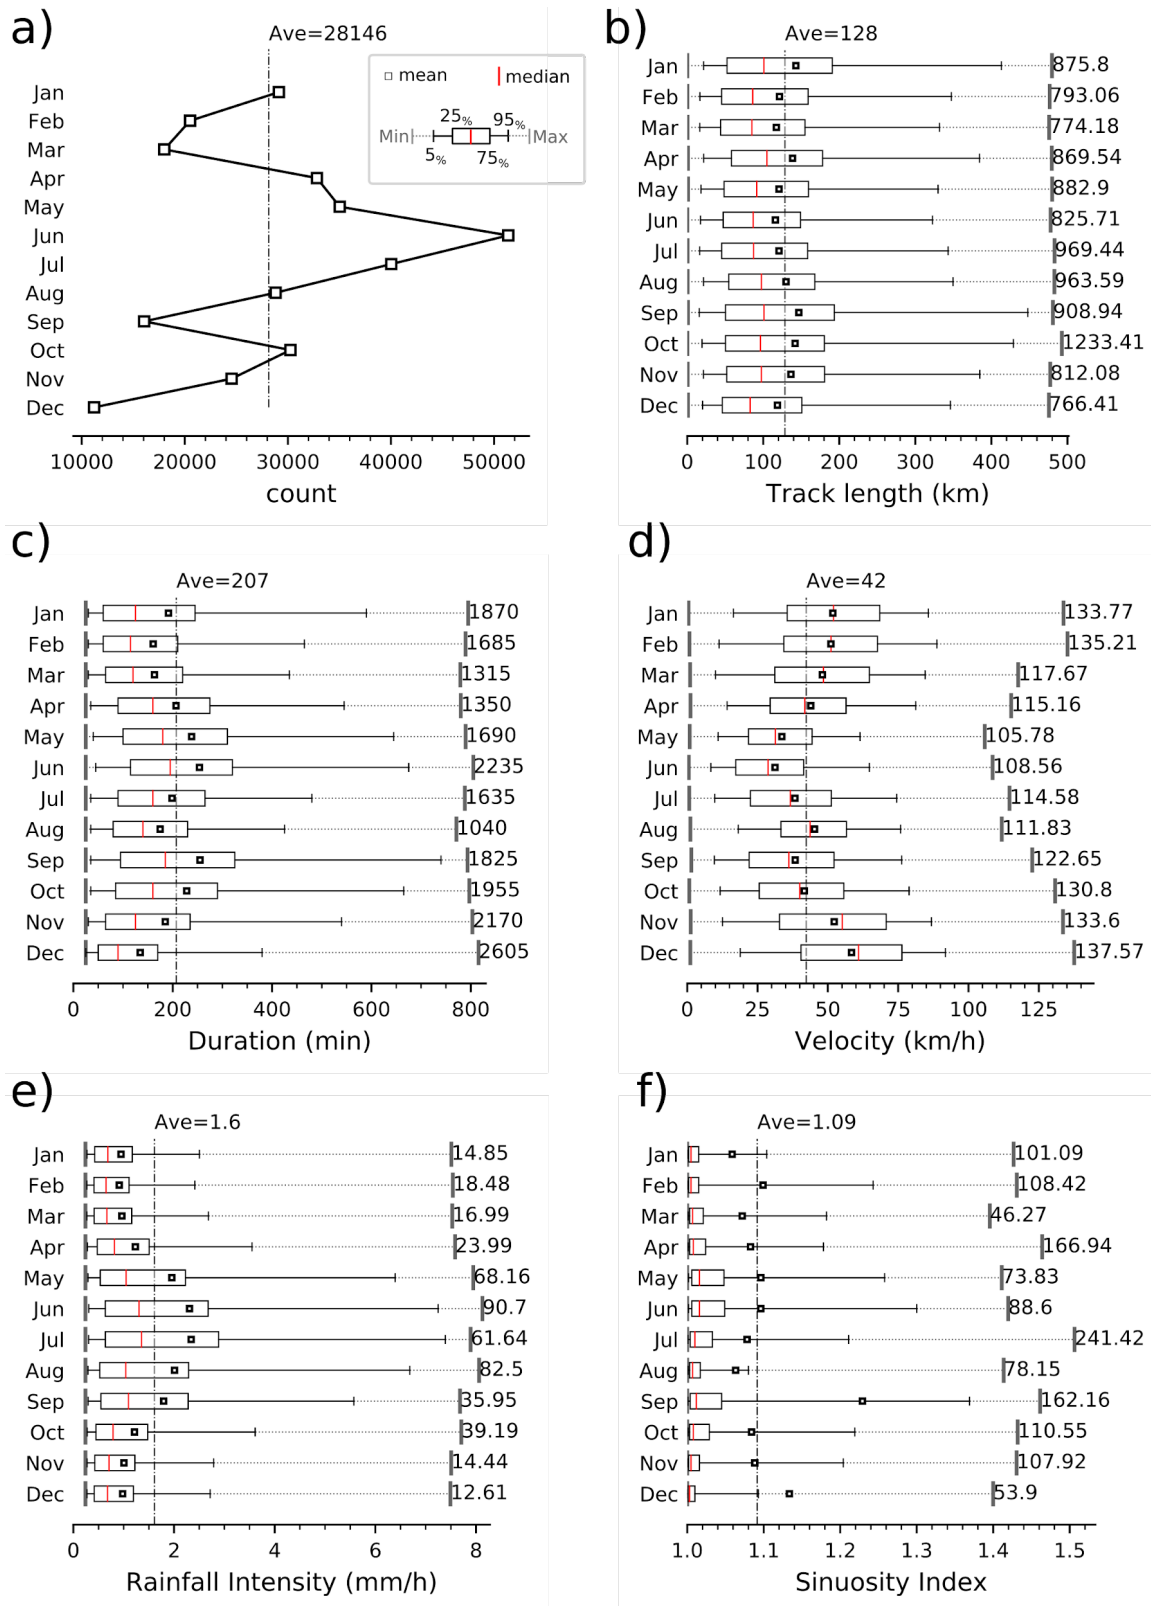 a)
Ave=28146
mean
median
25%
95%
Min
Max
5%
75%
Jan
Feb
Mar
Apr
May
Jun
Jul
Aug
Sep
Oct
Nov
Dec
10000 20000 30000 40000 50000
count
b)
Ave=128
Jan 875.8
Feb 793.06
Mar 774.18
Apr 869.54
May 882.9
Jun 825.71
Jul 969.44
Aug 963.59
Sep 908.94
Oct 1233.41
Nov 812.08
Dec 766.41
0 100 200 300 400 500
Track length (km)
c)
Ave=207
Jan 1870
Feb 1685
Mar 1315
Apr 1350
May 1690
Jun 2235
Jul 1635
Aug 1040
Sep 1825
Oct 1955
Nov 2170
Dec 2605
0 200 400 600 800
Duration (min)
d)
Ave=42
Jan 133.77
Feb 135.21
Mar 117.67
Apr 115.16
May 105.78
Jun 108.56
Jul 114.58
Aug 111.83
Sep 122.65
Oct 130.8
Nov 133.6
Dec 137.57
0 25 50 75 100 125
Velocity (km/h)
e)
Ave=1.6
Jan 14.85
Feb 18.48
Mar 16.99
Apr 23.99
May 68.16
Jun 90.7
Jul 61.64
Aug 82.5
Sep 35.95
Oct 39.19
Nov 14.44
Dec 12.61
0 2 4 6 8
Rainfall Intensity (mm/h)
f)
Ave=1.09
Jan 101.09
Feb 108.42
Mar 46.27
Apr 166.94
May 73.83
Jun 88.6
Jul 241.42
Aug 78.15
Sep 162.16
Oct 110.55
Nov 107.92
Dec 53.9
1.0 1.1 1.2 1.3 1.4 1.5
Sinuosity Index